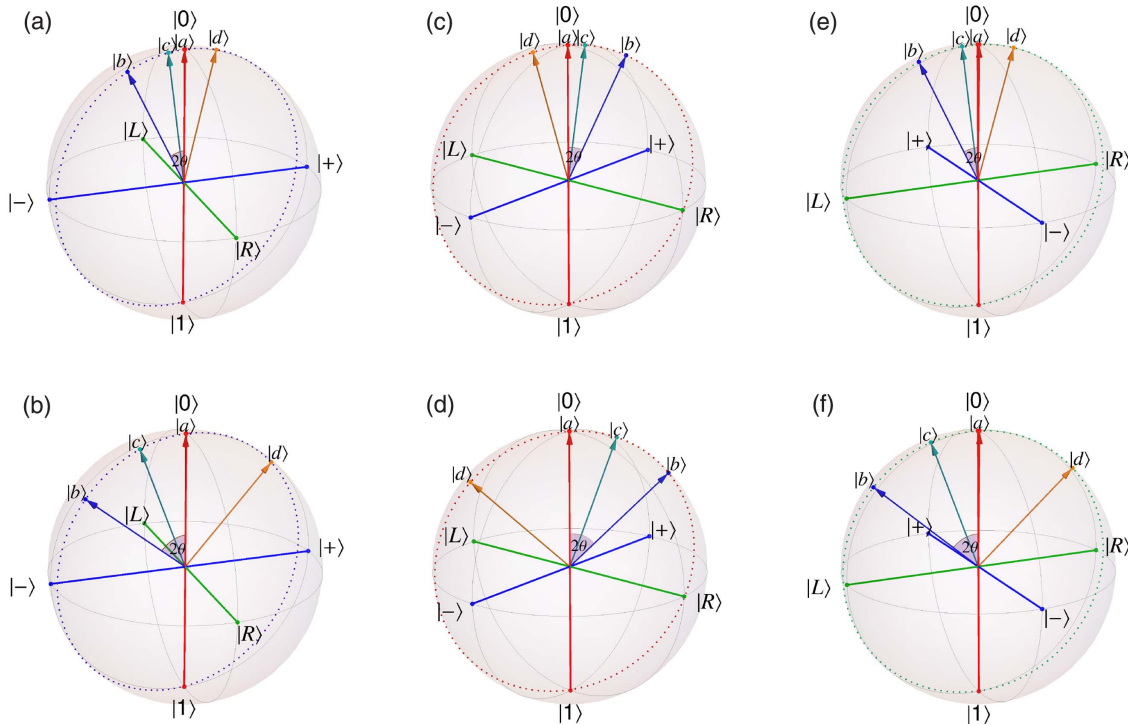 (a)
|0⟩
|c⟩
|a⟩
|d⟩
|b⟩
|L⟩
2θ
|+⟩
|−⟩
|R⟩
|1⟩
(c)
|0⟩
|d⟩
|a⟩
|c⟩
|b⟩
|L⟩
2θ
|+⟩
|−⟩
|R⟩
|1⟩
(e)
|0⟩
|c⟩
|a⟩
|d⟩
|b⟩
|+⟩
2θ
|R⟩
|L⟩
|−⟩
|1⟩
(b)
|0⟩
|a⟩
|c⟩
|d⟩
|b⟩
|L⟩
2θ
|+⟩
|−⟩
|R⟩
|1⟩
(d)
|0⟩
|a⟩
|c⟩
|d⟩
|b⟩
|L⟩
2θ
|+⟩
|−⟩
|R⟩
|1⟩
(f)
|0⟩
|a⟩
|c⟩
|d⟩
|b⟩
|+⟩
2θ
|R⟩
|L⟩
|−⟩
|1⟩